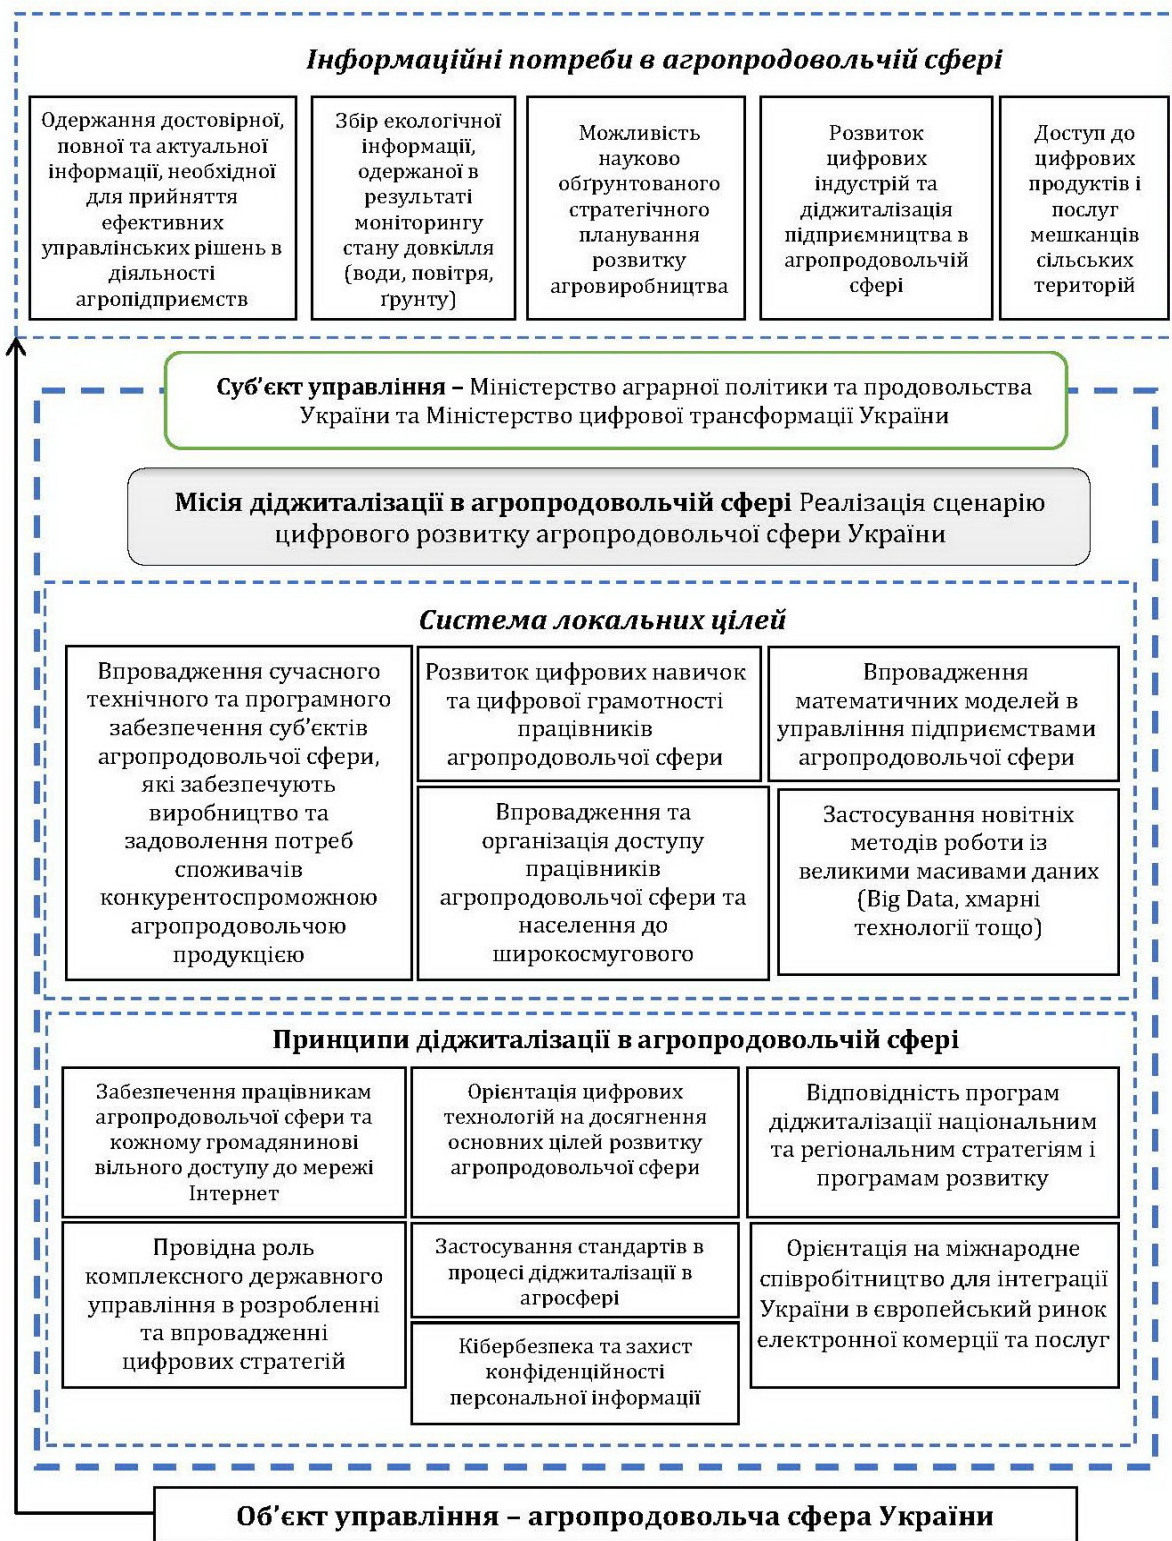 Інформаційні потреби в агропродовольчій сфері
Одержання достовірної,
повної та актуальної
інформації, необхідної
для прийняття
ефективних
управлінських рішень в
діяльності
агропідприємств
Збір екологічної
інформації,
одержаної в
результаті
моніторингу
стану довкілля
(води, повітря,
ґрунту)
Можливість
науково
обґрунтованого
стратегічного
планування
розвитку
агровиробництва
Розвиток
цифрових
індустрій та
діджиталізація
підприємництва в
агропродовольчій
сфері
Доступ до
цифрових
продуктів і
послуг
мешканців
сільських
територій
Суб’єкт управління – Міністерство аграрної політики та продовольства
України та Міністерство цифрової трансформації України
Місія діджиталізації в агропродовольчій сфері Реалізація сценарію
цифрового розвитку агропродовольчої сфери України
Система локальних цілей
Впровадження сучасного
технічного та програмного
забезпечення суб’єктів
агропродовольчої сфери,
які забезпечують
виробництво та
задоволення потреб
споживачів
конкурентоспроможною
агропродовольчою
продукцією
Розвиток цифрових навичок
та цифрової грамотності
працівників
агропродовольчої сфери
Впровадження
математичних моделей в
управління підприємствами
агропродовольчої сфери
Впровадження та
організація доступу
працівників
агропродовольчої сфери та
населення до
широкосмугового
Застосування новітніх
методів роботи із
великими масивами даних
(Big Data, хмарні
технології тощо)
Принципи діджиталізації в агропродовольчій сфері
Забезпечення працівникам
агропродовольчої сфери та
кожному громадянинові
вільного доступу до мережі
Інтернет
Орієнтація цифрових
технологій на досягнення
основних цілей розвитку
агропродовольчої сфери
Відповідність програм
діджиталізації національним
та регіональним стратегіям і
програмам розвитку
Провідна роль
комплексного державного
управління в розробленні
та впровадженні
цифрових стратегій
Застосування стандартів в
процесі діджиталізації в
агросфері
Кібербезпека та захист
конфіденційності
персональної інформації
Орієнтація на міжнародне
співробітництво для інтеграції
України в європейський ринок
електронної комерції та послуг
Об’єкт управління – агропродовольча сфера України